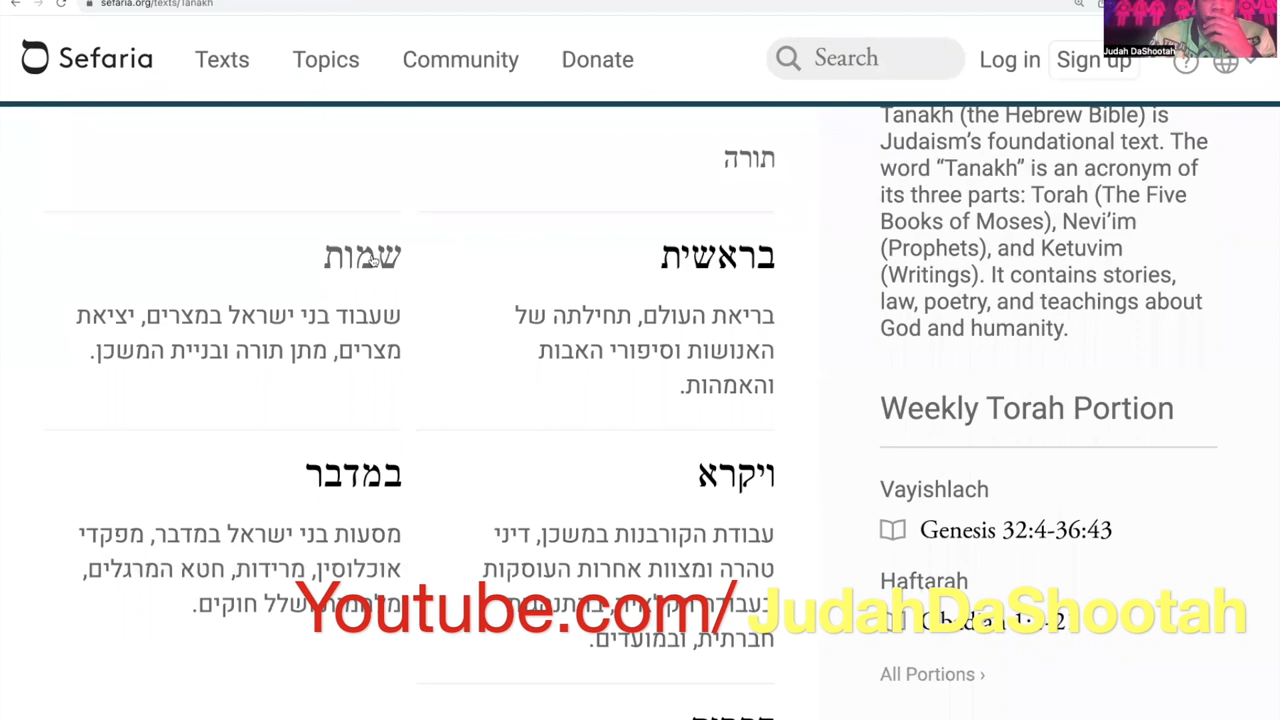 sefaria.org/texts/Tanakh
Judah DaShootah
Sefaria Texts Topics Community Donate Search Log in Sign up
תורה
בראשית
בריאת העולם, תחילתה של
האנושות וסיפורי האבות
והאמהות.
שמות
שעבוד בני ישראל במצרים, יציאת
מצרים, מתן תורה ובניית המשכן.
ויקרא
עבודת הקורבנות במשכן, דיני
טהרה ומצוות אחרות העוסקות
חברתית, ובמועדים.
במדבר
מסעות בני ישראל במדבר, מפקדי
אוכלוסין, מרידות, חטא המרגלים,
שלל חוקים.
Tanakh (the Hebrew Bible) is
Judaism’s foundational text. The
word “Tanakh” is an acronym of
its three parts: Torah (The Five
Books of Moses), Nevi’im
(Prophets), and Ketuvim
(Writings). It contains stories,
law, poetry, and teachings about
God and humanity.
Weekly Torah Portion
Vayishlach
Genesis 32:4-36:43
Haftarah
All Portions ›
Youtube.com/JudahDaShootah